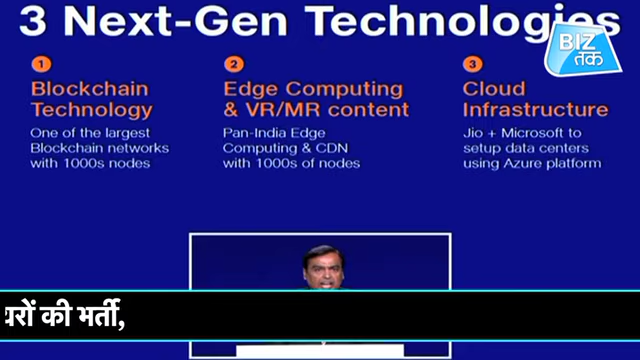 3 Next-Gen Technologies
BIZ
तक
1
Blockchain
Technology
One of the largest
Blockchain networks
with 1000s nodes
2
Edge Computing
& VR/MR content
Pan-India Edge
Computing & CDN
with 1000s of nodes
3
Cloud
Infrastructure
Jio + Microsoft to
setup data centers
using Azure platform
की भर्ती,